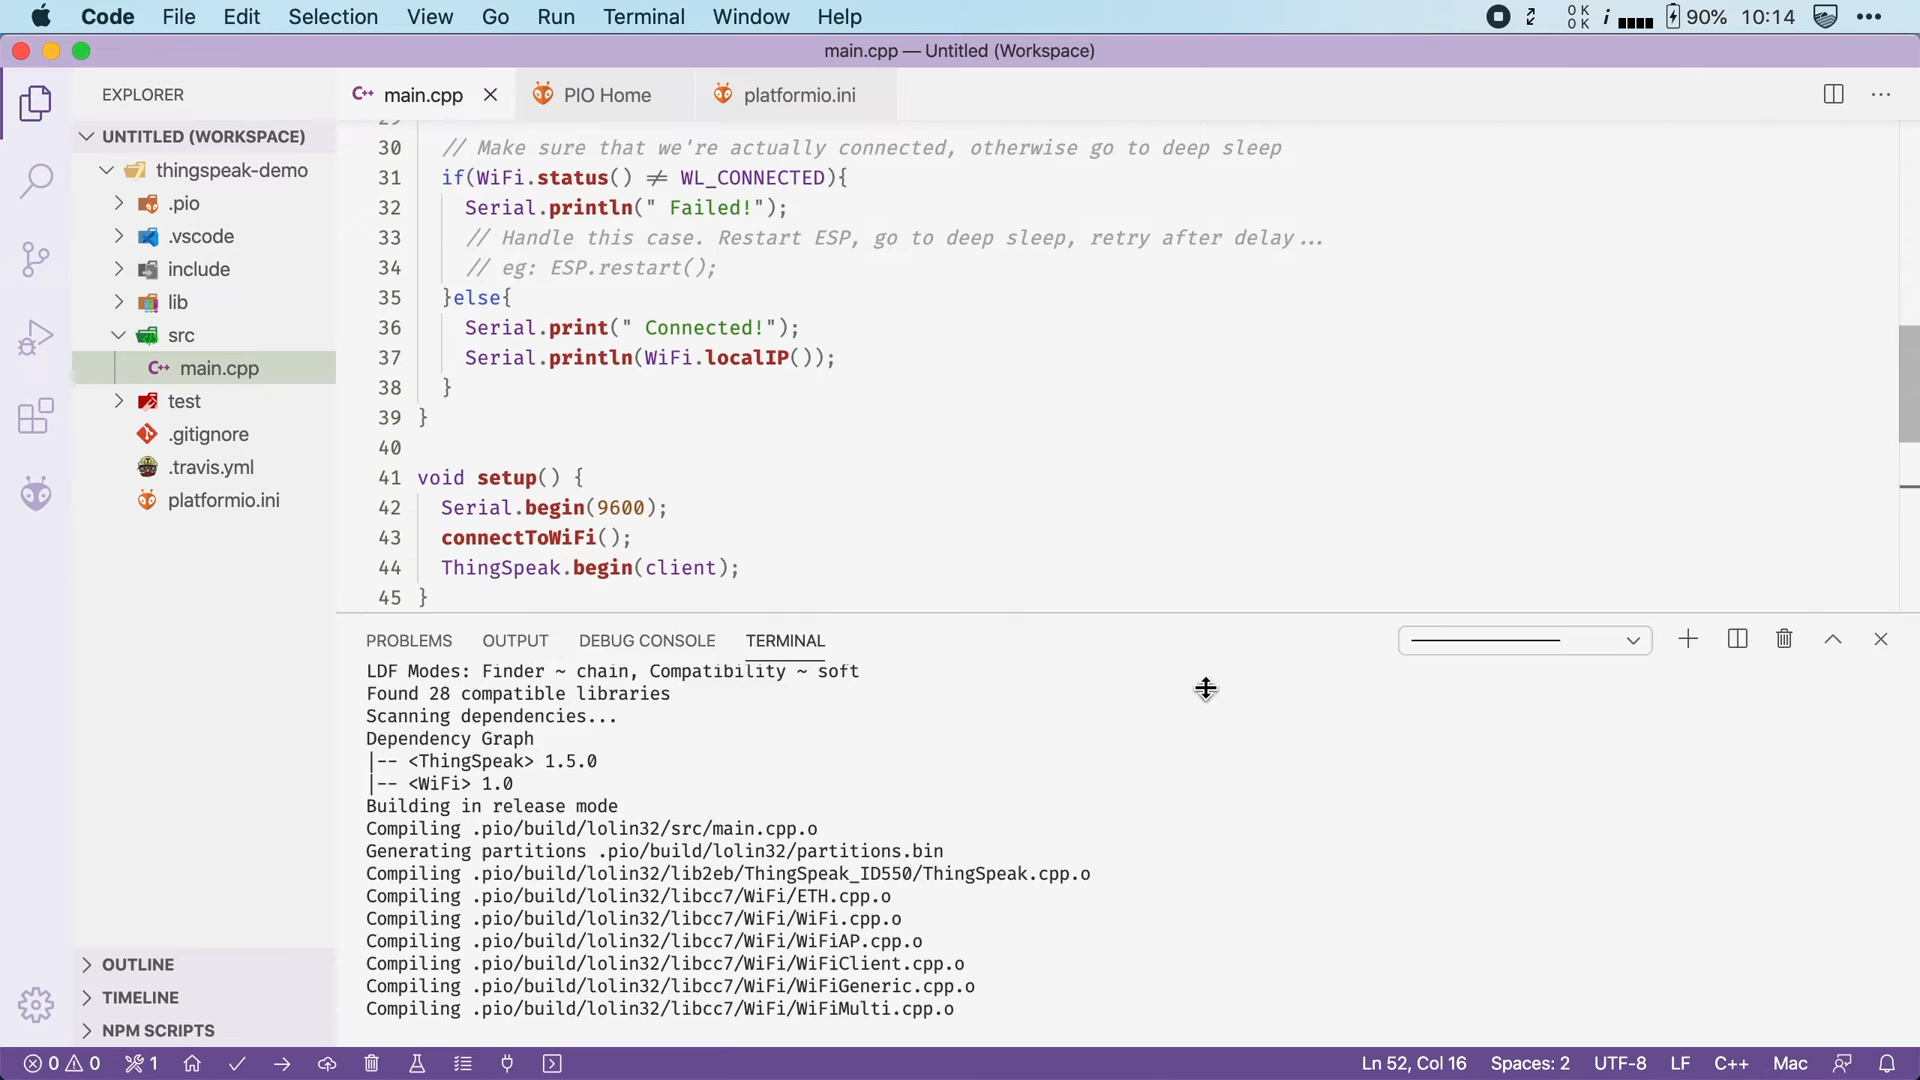 Code File Edit Selection View Go Run Terminal Window Help 0 K 0 K i 90% 10:14
main.cpp — Untitled (Workspace)
EXPLORER
UNTITLED (WORKSPACE)
thingspeak-demo
.pio
.vscode
include
lib
src
C++ main.cpp
test
.gitignore
.travis.yml
platformio.ini
OUTLINE
TIMELINE
NPM SCRIPTS
C++ main.cpp PIO Home platformio.ini
29
30 // Make sure that we're actually connected, otherwise go to deep sleep
31 if(WiFi.status() ≠ WL_CONNECTED){
32 Serial.println(" Failed!");
33 // Handle this case. Restart ESP, go to deep sleep, retry after delay...
34 // eg: ESP.restart();
35 }else{
36 Serial.print(" Connected!");
37 Serial.println(WiFi.localIP());
38 }
39 }
40
41 void setup() {
42 Serial.begin(9600);
43 connectToWiFi();
44 ThingSpeak.begin(client);
45 }
PROBLEMS OUTPUT DEBUG CONSOLE TERMINAL
LDF Modes: Finder ~ chain, Compatibility ~ soft
Found 28 compatible libraries
Scanning dependencies...
Dependency Graph
|-- <ThingSpeak> 1.5.0
|-- <WiFi> 1.0
Building in release mode
Compiling .pio/build/lolin32/src/main.cpp.o
Generating partitions .pio/build/lolin32/partitions.bin
Compiling .pio/build/lolin32/lib2eb/ThingSpeak_ID550/ThingSpeak.cpp.o
Compiling .pio/build/lolin32/libcc7/WiFi/ETH.cpp.o
Compiling .pio/build/lolin32/libcc7/WiFi/WiFi.cpp.o
Compiling .pio/build/lolin32/libcc7/WiFi/WiFiAP.cpp.o
Compiling .pio/build/lolin32/libcc7/WiFi/WiFiClient.cpp.o
Compiling .pio/build/lolin32/libcc7/WiFi/WiFiGeneric.cpp.o
Compiling .pio/build/lolin32/libcc7/WiFi/WiFiMulti.cpp.o
0 0 1 Ln 52, Col 16 Spaces: 2 UTF-8 LF C++ Mac